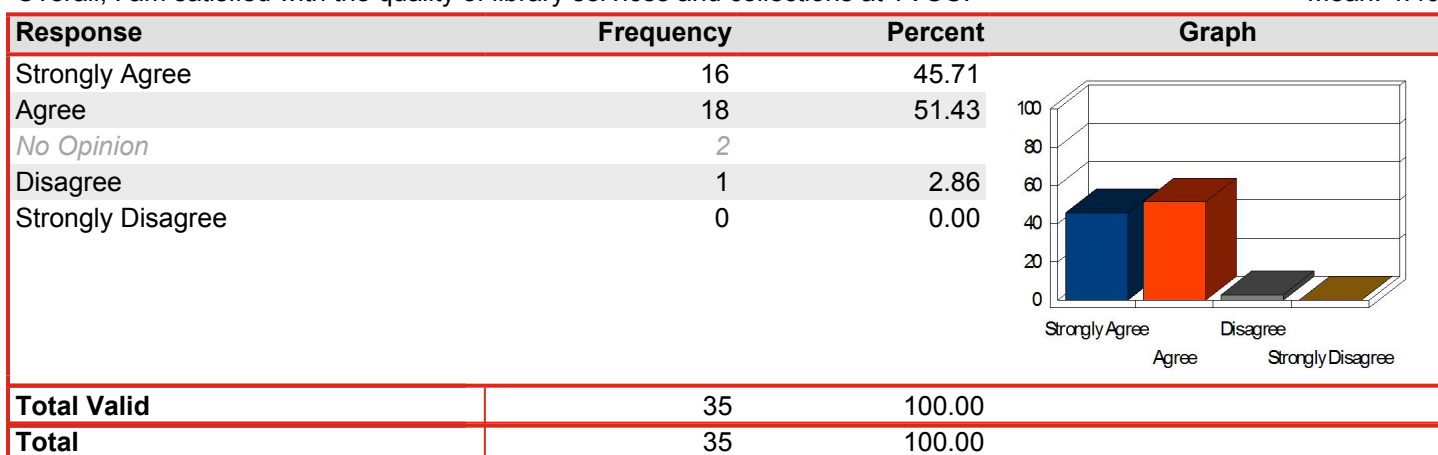 Response Frequency Percent Graph
Strongly Agree 16 45.71
Agree 18 51.43
No Opinion 2
Disagree 1 2.86
Strongly Disagree 0 0.00
100
80
60
40
20
0
Strongly Agree Disagree
Agree Strongly Disagree
Total Valid 35 100.00
Total 35 100.00